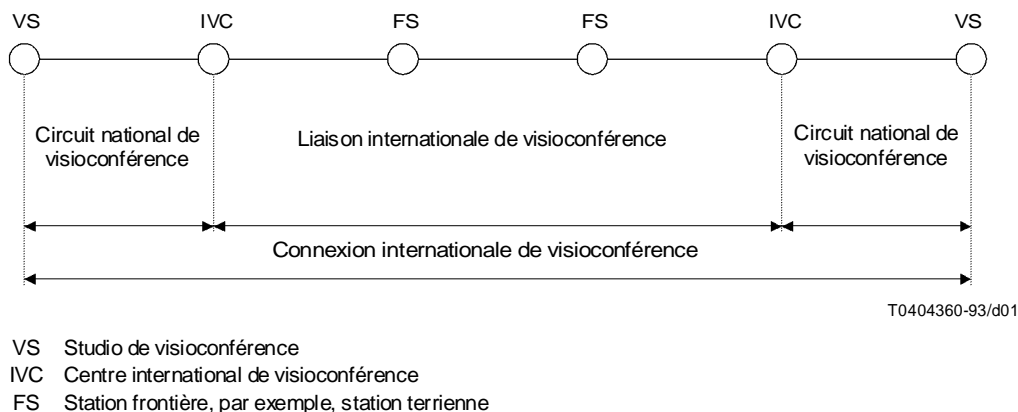 VS IVC FS FS IVC VS
Circuit national de visioconférence
Liaison internationale de visioconférence
Circuit national de visioconférence
Connexion internationale de visioconférence
T0404360-93/d01
VS Studio de visioconférence
IVC Centre international de visioconférence
FS Station frontière, par exemple, station terrienne